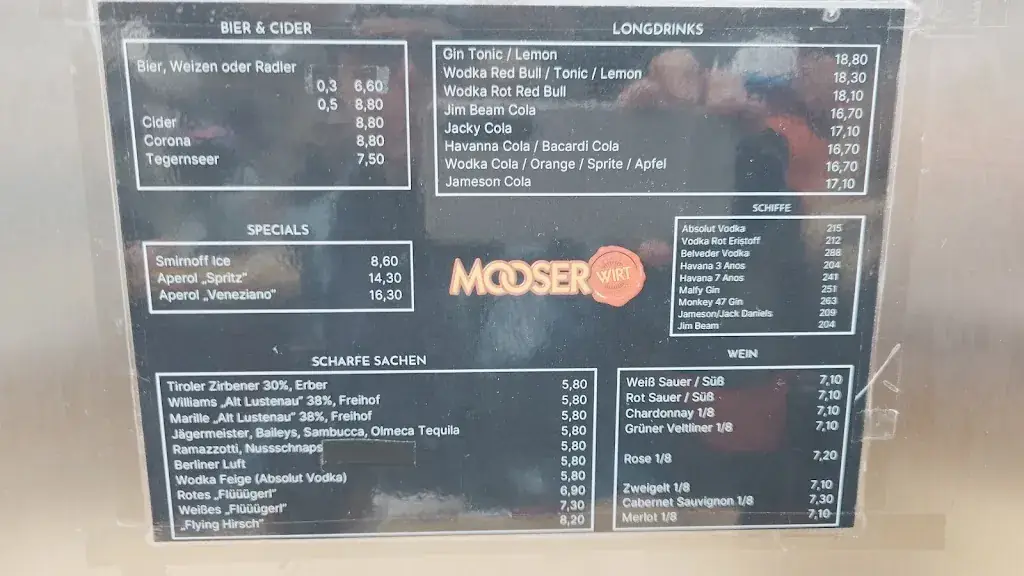 BIER & CIDER
Bier, Weizen oder Radler
0,3 6,60
0,5 8,80
Cider 8,80
Corona 8,80
Tegernseer 7,50
LONGDRINKS
Gin Tonic / Lemon 18,80
Wodka Red Bull / Tonic / Lemon 18,30
Wodka Rot Red Bull 18,10
Jim Beam Cola 16,70
Jacky Cola 17,10
Havanna Cola / Bacardi Cola 16,70
Wodka Cola / Orange / Sprite / Apfel 16,70
Jameson Cola 17,10
SPECIALS
Smirnoff Ice 8,60
Aperol „Spritz" 14,30
Aperol „Veneziano" 16,30
MOOSER WIRT
SCHIFFE
Absolut Vodka 215
Vodka Rot Eristoff 212
Belveder Vodka 288
Havana 3 Anos 204
Havana 7 Anos 241
Malfy Gin 251
Monkey 47 Gin 263
Jameson/Jack Daniels 209
Jim Beam 204
SCHARFE SACHEN
Tiroler Zirbener 30%, Erber 5,80
Williams „Alt Lustenau" 38%, Freihof 5,80
Marille „Alt Lustenau" 38%, Freihof 5,80
Jägermeister, Baileys, Sambucca, Olmeca Tequila 5,80
Ramazzotti, Nussschnaps 5,80
Berliner Luft 5,80
Wodka Feige (Absolut Vodka) 5,80
Rotes „Flüüügerl" 6,90
Weißes „Flüüügerl" 7,30
„Flying Hirsch" 8,20
WEIN
Weiß Sauer / Süß 7,10
Rot Sauer / Süß 7,10
Chardonnay 1/8 7,10
Grüner Veltliner 1/8 7,10
Rose 1/8 7,20
Zweigelt 1/8 7,10
Cabernet Sauvignon 1/8 7,30
Merlot 1/8 7,10